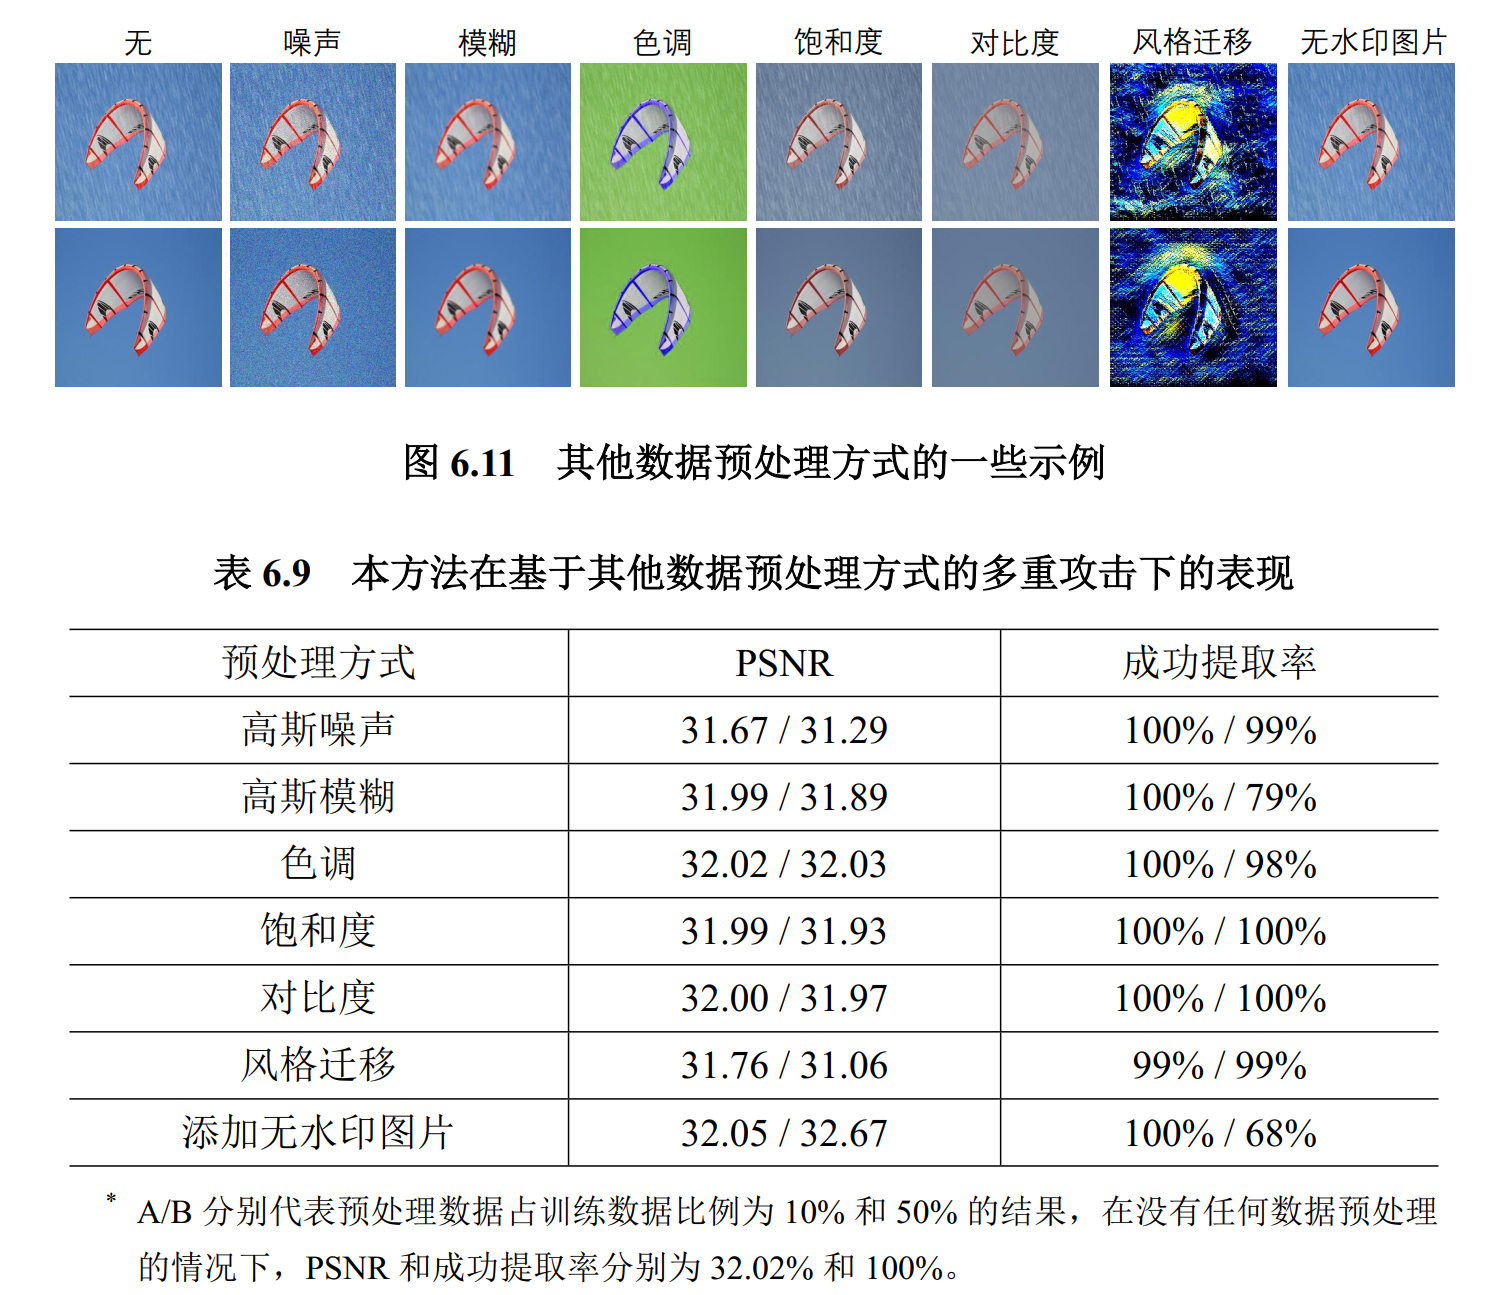 无 噪声 模糊 色调 饱和度 对比度 风格迁移 无水印图片
图 6.11 其他数据预处理方式的一些示例
表 6.9 本方法在基于其他数据预处理方式的多重攻击下的表现
预处理方式 PSNR 成功提取率
高斯噪声 31.67 / 31.29 100% / 99%
高斯模糊 31.99 / 31.89 100% / 79%
色调 32.02 / 32.03 100% / 98%
饱和度 31.99 / 31.93 100% / 100%
对比度 32.00 / 31.97 100% / 100%
风格迁移 31.76 / 31.06 99% / 99%
添加无水印图片 32.05 / 32.67 100% / 68%
* A/B 分别代表预处理数据占训练数据比例为 10% 和 50% 的结果，在没有任何数据预处理
的情况下，PSNR 和成功提取率分别为 32.02% 和 100%。